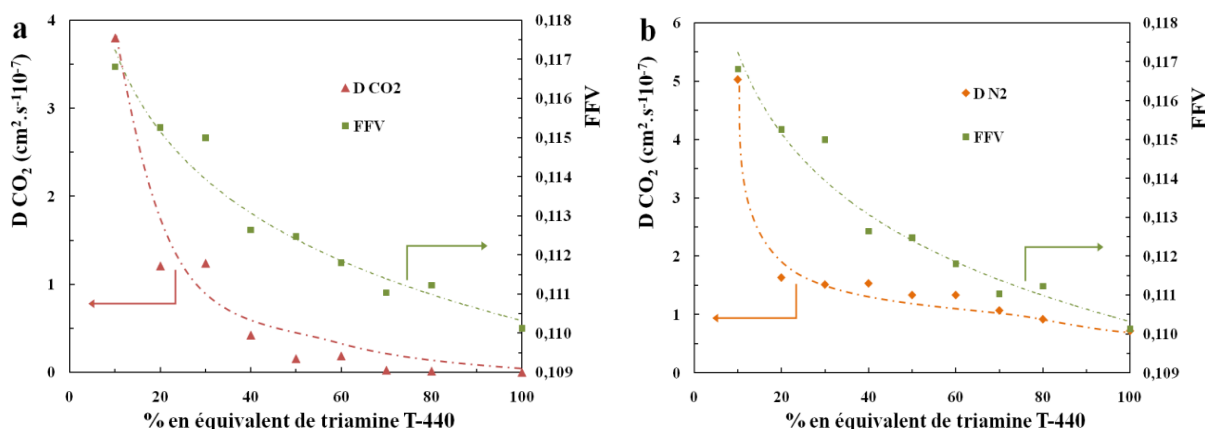 a
D CO₂ (cm².s⁻¹10⁻⁷)
4
3
2
1
0
D CO2
FFV
0,118
0,117
0,116
0,115
0,114
0,113
0,112
0,111
0,110
0,109
FFV
0 20 40 60 80 100
% en équivalent de triamine T-440
b
D CO₂ (cm².s⁻¹10⁻⁷)
6
5
4
3
2
1
0
D N2
FFV
0,118
0,117
0,116
0,115
0,114
0,113
0,112
0,111
0,110
0,109
FFV
0 20 40 60 80 100
% en équivalent de triamine T-440